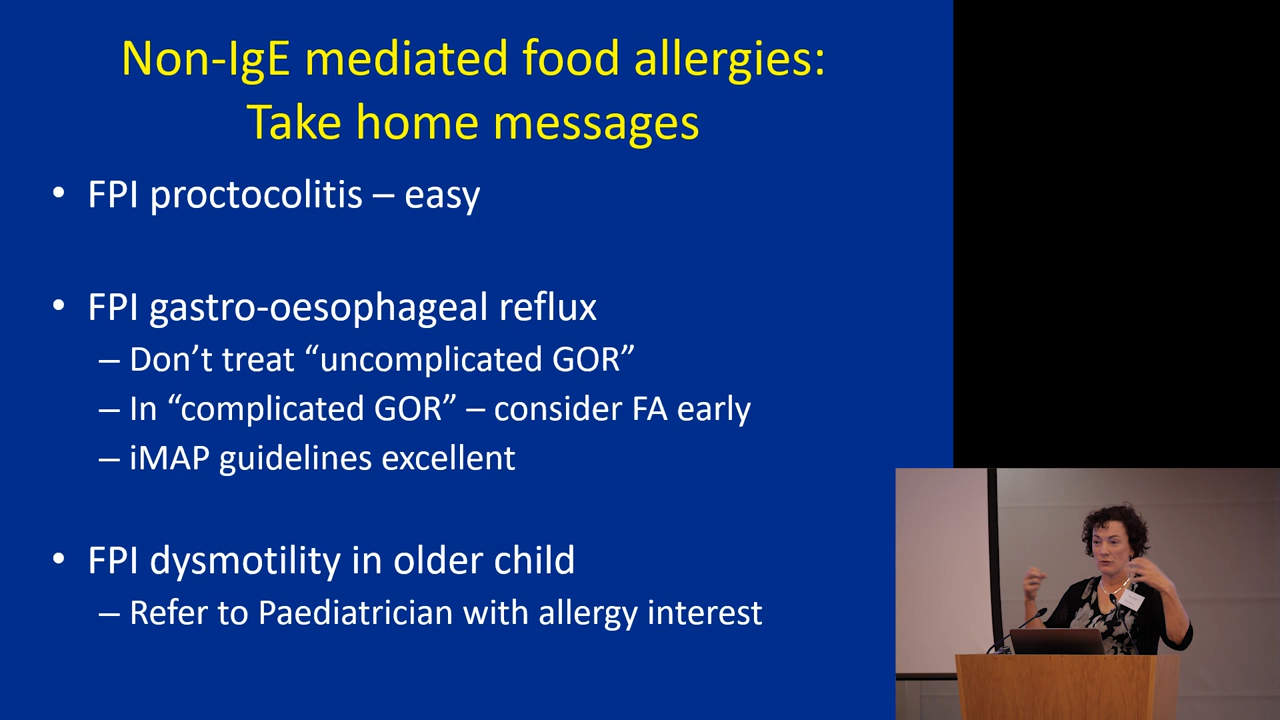 Non-IgE mediated food allergies:
Take home messages
• FPI proctocolitis – easy
• FPI gastro-oesophageal reflux
– Don’t treat “uncomplicated GOR”
– In “complicated GOR” – consider FA early
– iMAP guidelines excellent
• FPI dysmotility in older child
– Refer to Paediatrician with allergy interest